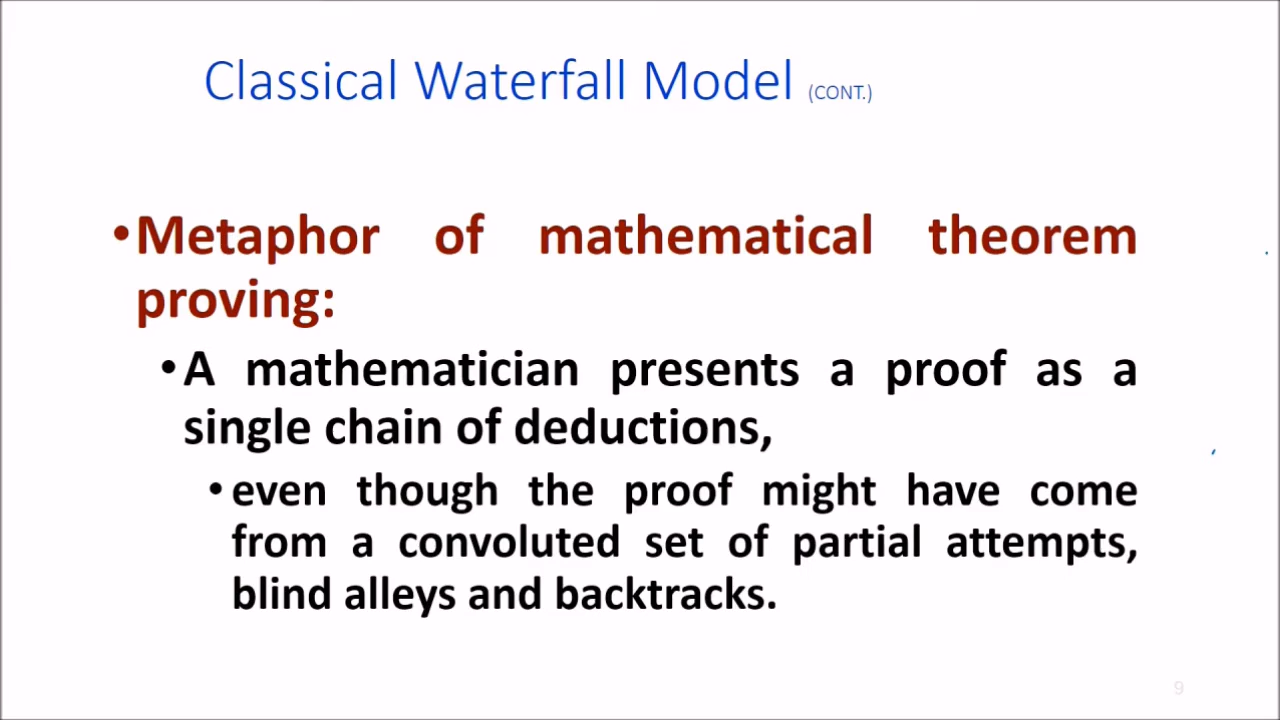 Classical Waterfall Model (CONT.)
•Metaphor of mathematical theorem
proving:
•A mathematician presents a proof as a
single chain of deductions,
•even though the proof might have come
from a convoluted set of partial attempts,
blind alleys and backtracks.
9